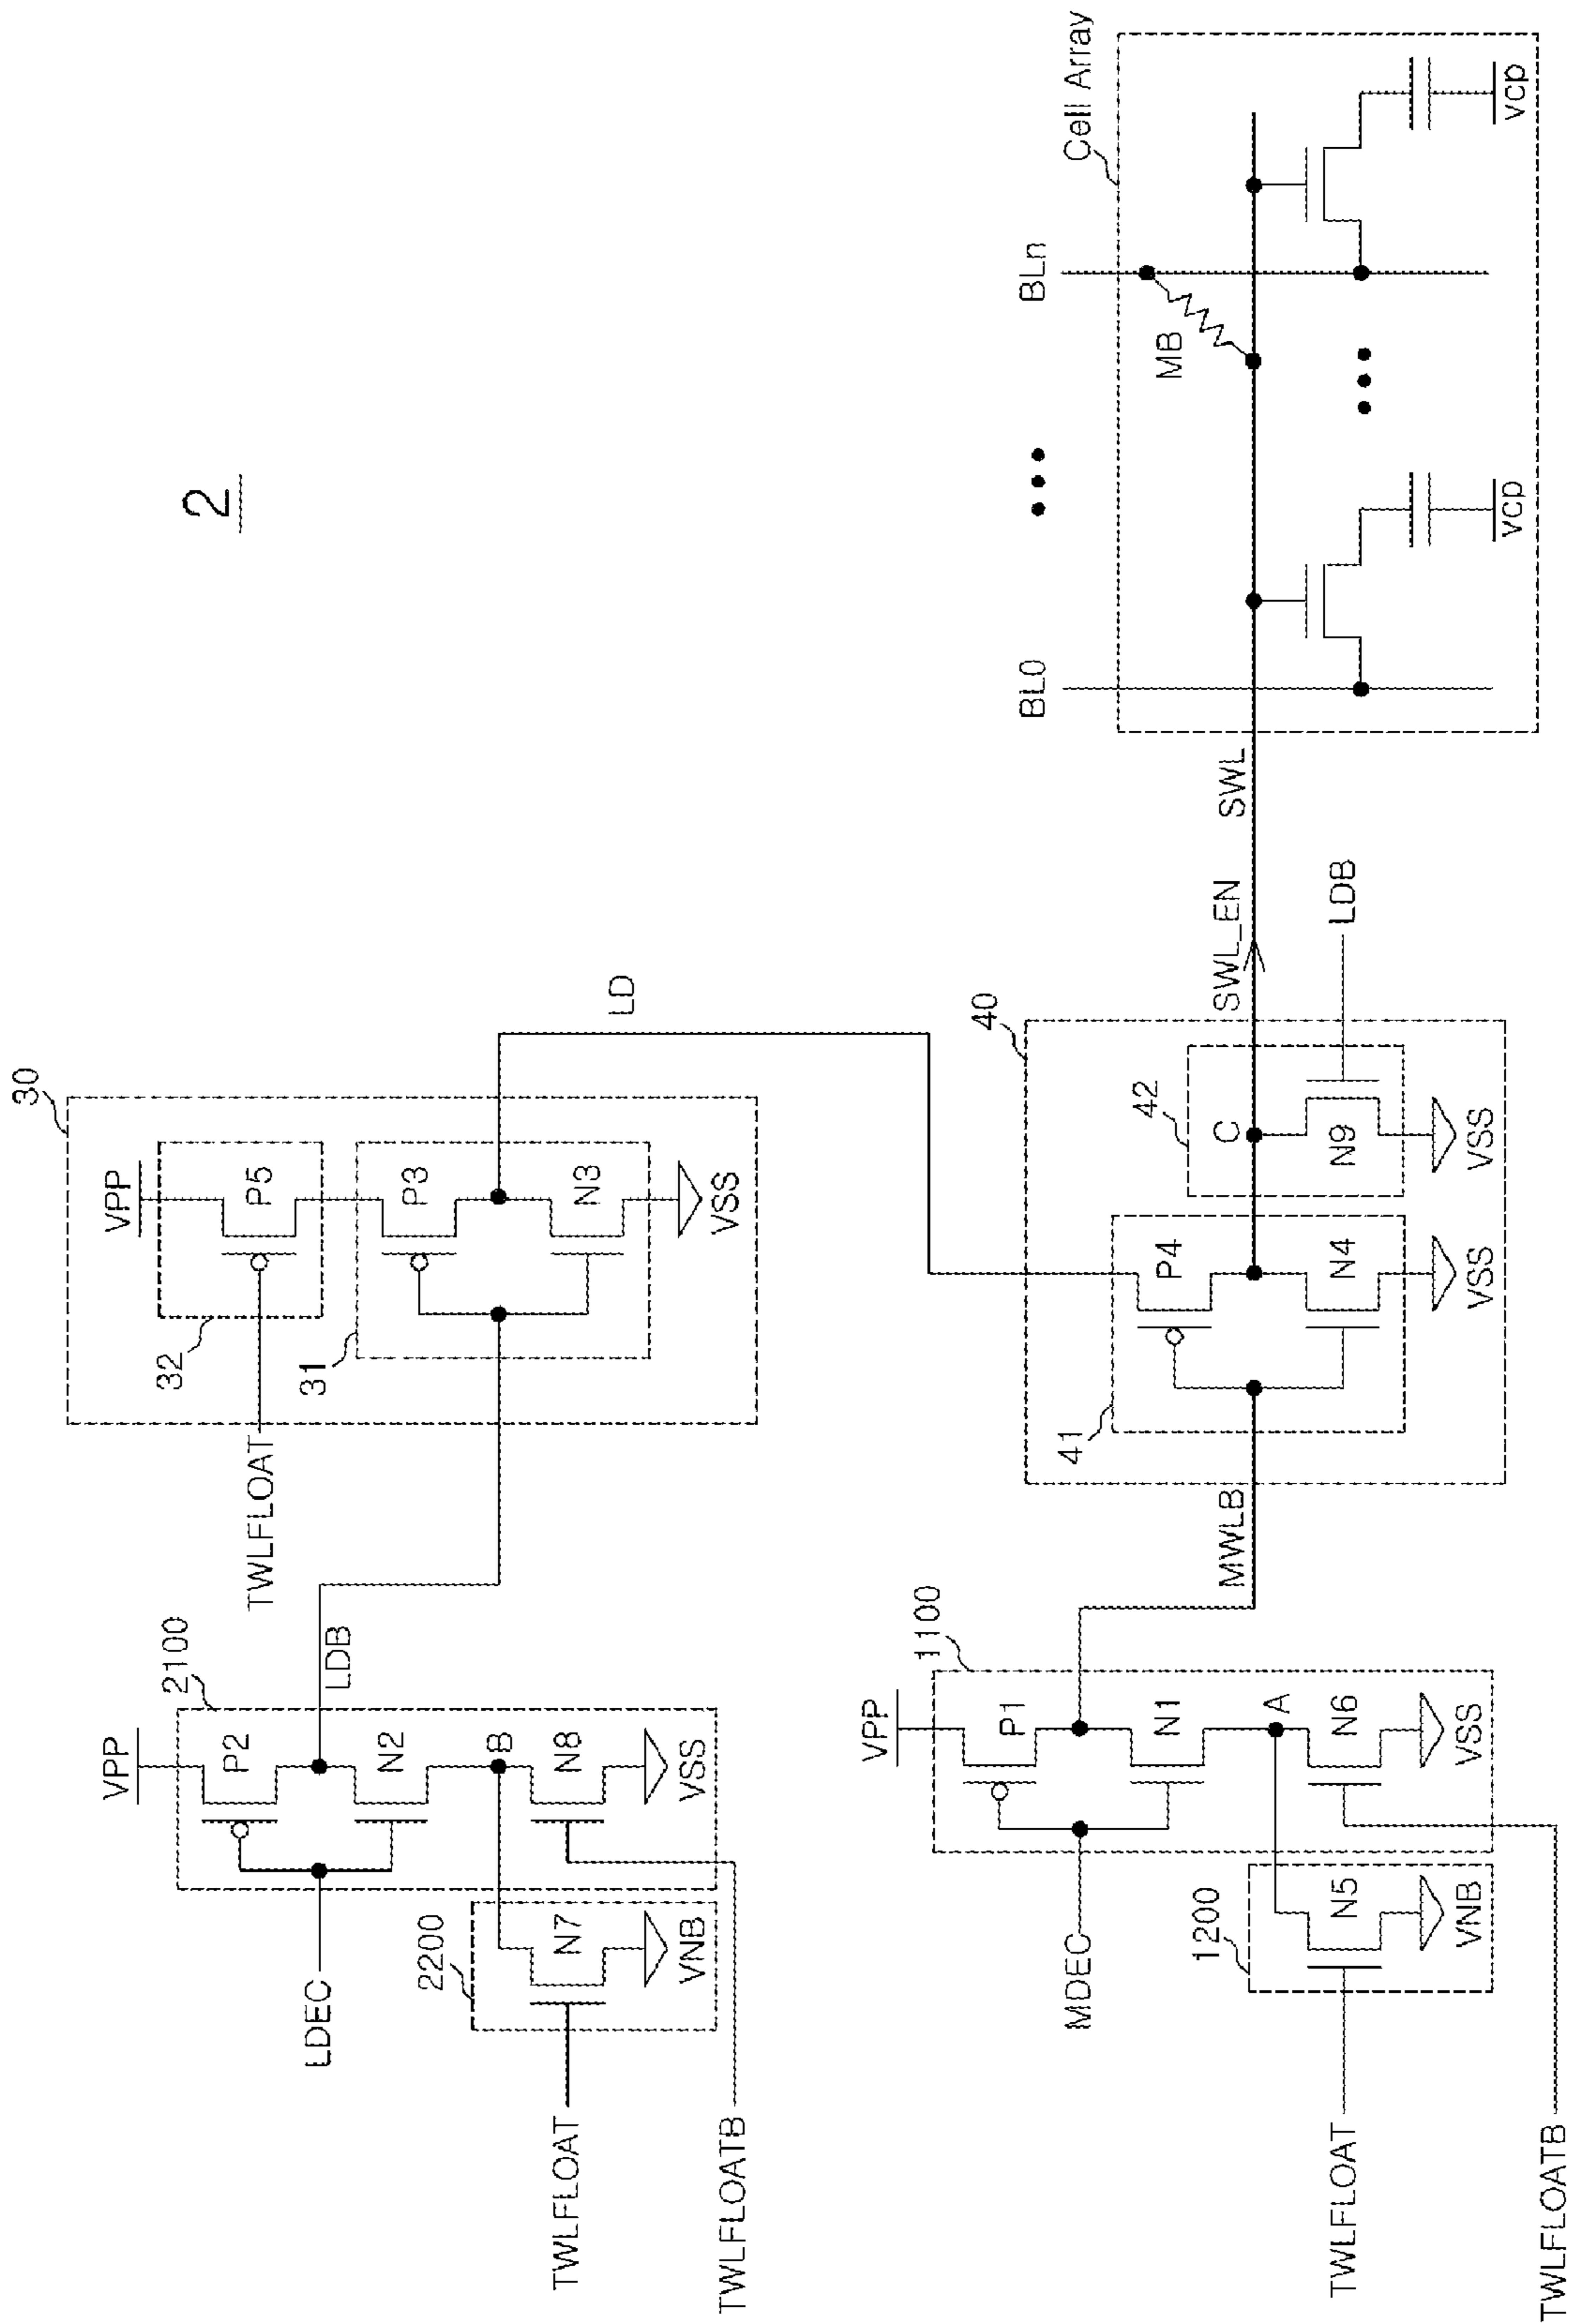 2
LDEC
TWLFLOAT
TWLFLOATB
2200
N7
VNB
2100
VPP
P2
N2
B
N8
VSS
LDB
TWLFLOAT
30
32
VPP
P5
31
P3
N3
VSS
LD
MDEC
TWLFLOAT
TWLFLOATB
1200
N5
VNB
1100
VPP
P1
N1
A
N6
VSS
MWLB
40
41
P4
N4
VSS
42
C
N9
VSS
LDB
SWL_EN
SWL
Cell Array
BL0
BLn
MB
vcp
vcp